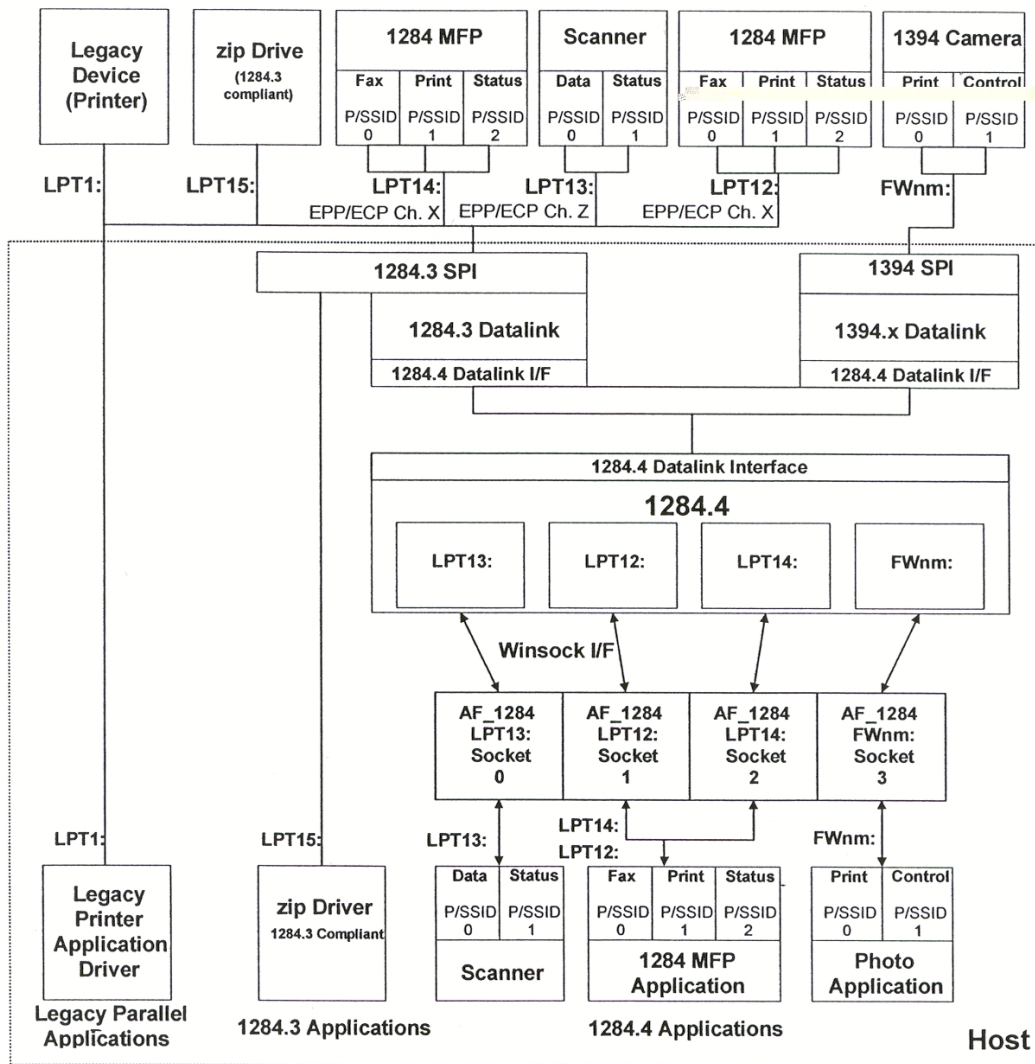 Legacy
Device
(Printer)
zip Drive
(1284.3
compliant)
1284 MFP
Fax Print Status
P/SSID P/SSID P/SSID
0 1 2
Scanner
Data Status
P/SSID P/SSID
0 1
1284 MFP
Fax Print Status
P/SSID P/SSID P/SSID
0 1 2
1394 Camera
Print Control
P/SSID P/SSID
0 1
LPT1:
LPT15:
LPT14:
EPP/ECP Ch. X
LPT13:
EPP/ECP Ch. Z
LPT12:
EPP/ECP Ch. X
FWnm:
1284.3 SPI
1284.3 Datalink
1284.4 Datalink I/F
1394 SPI
1394.x Datalink
1284.4 Datalink I/F
1284.4 Datalink Interface
1284.4
LPT13:
LPT12:
LPT14:
FWnm:
Winsock I/F
AF_1284
LPT13:
Socket
0
AF_1284
LPT12:
Socket
1
AF_1284
LPT14:
Socket
2
AF_1284
FWnm:
Socket
3
LPT1:
LPT15:
LPT13:
LPT14:
LPT12:
FWnm:
Legacy
Printer
Application
Driver
Legacy Parallel
Applications
zip Driver
1284.3 Compliant
1284.3 Applications
Data Status
P/SSID P/SSID
0 1
Scanner
Fax Print Status
P/SSID P/SSID P/SSID
0 1 2
1284 MFP
Application
1284.4 Applications
Print Control
P/SSID P/SSID
0 1
Photo
Application
Host